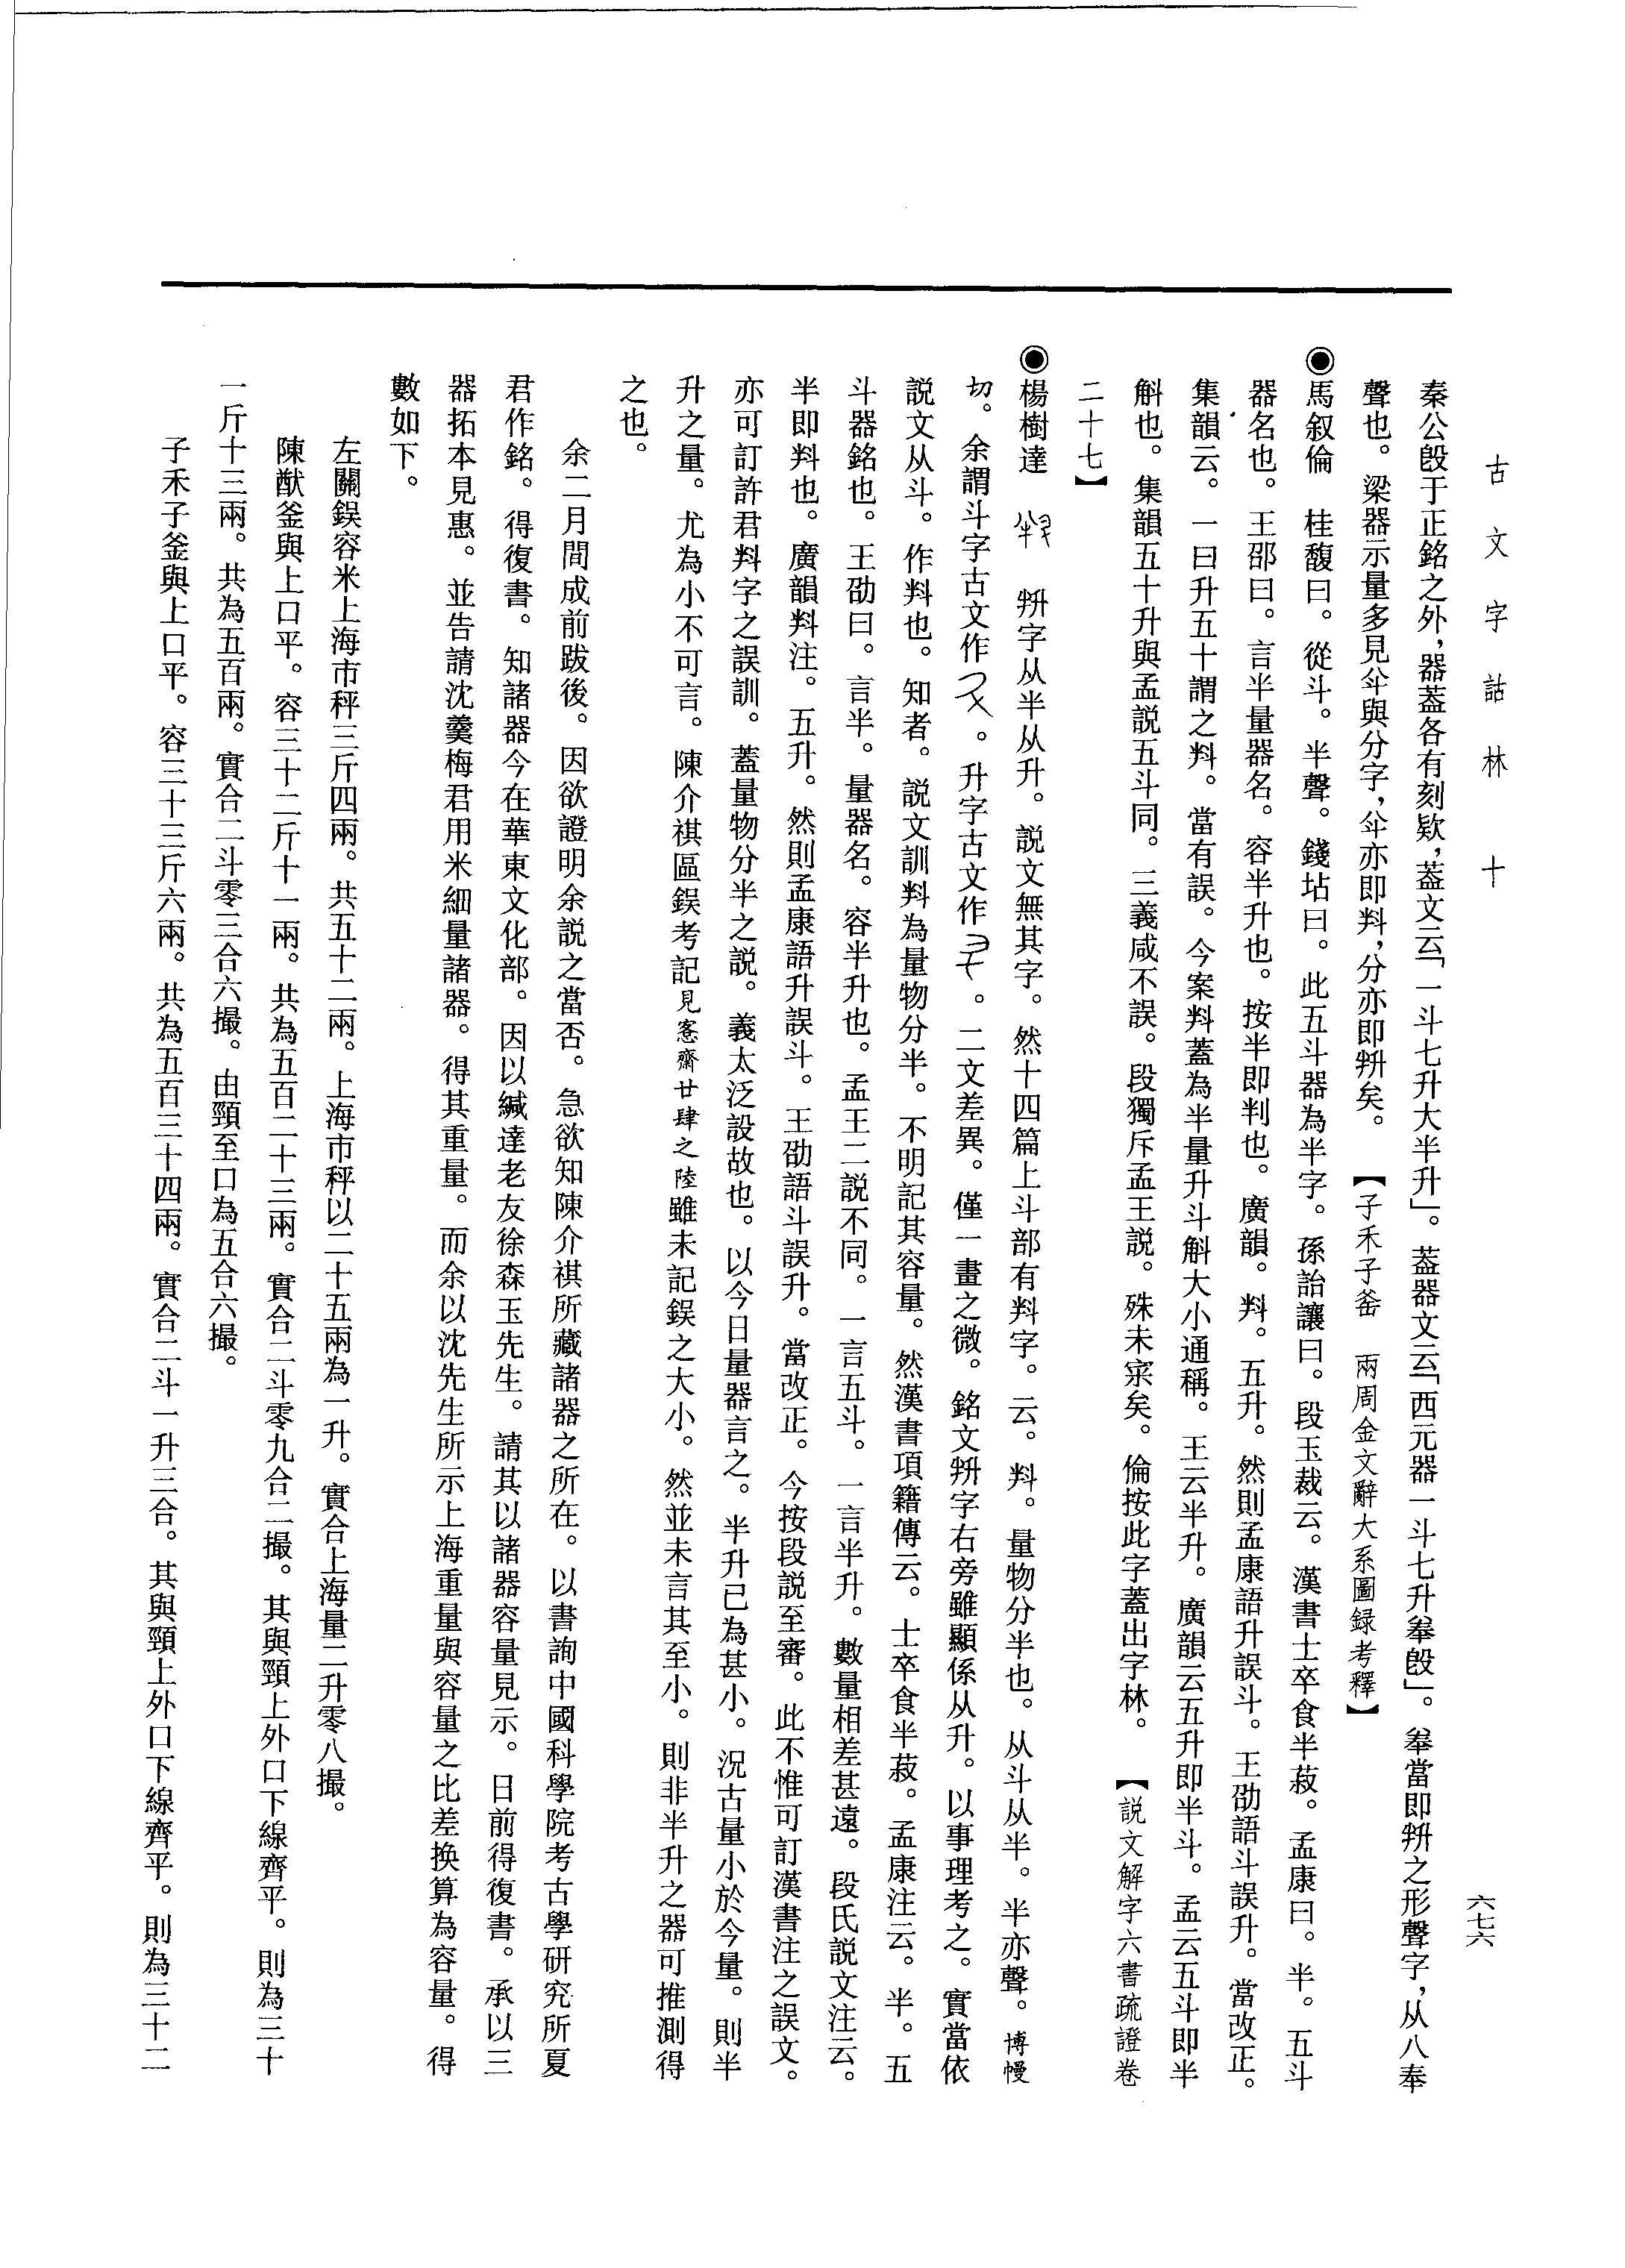 古文字詁林 十
六七六
秦公𣪘于正銘之外,器蓋各有刻款,蓋文云「一斗七升大半升」。蓋器文云「西元器一斗七升𢍏𣪘」。𢍏當即㪵之形聲字,从八奉
聲也。梁器示量多見㕣與分字,㕣亦即料,分亦即㪵矣。 【子禾子釜 兩周金文辭大系圖録考釋】
◉馬叙倫 桂馥曰。從斗。半聲。錢坫曰。此五斗器為半字。孫詒讓曰。段玉裁云。漢書士卒食半菽。孟康曰。半。五斗
器名也。王邵曰。言半量器名。容半升也。按半即判也。廣韻。㪵。五升。然則孟康語升誤斗。王劭語斗誤升。當改正。
集韻云。一曰升五十謂之㪵。當有誤。今案㪵蓋為半量升斗斛大小通稱。王云半升。廣韻云五升即半斗。孟云五斗即半
斛也。集韻五十升與孟説五斗同。三義咸不誤。段獨斥孟王説。殊未宷矣。倫按此字蓋出字林。 【説文解字六書疏證卷
二十七】
◉楊樹達 字从半从升。説文無其字。然十四篇上斗部有㪵字。云。㪵。量物分半也。从斗从半。半亦聲。博幔
切。余謂斗字古文作。升字古文作。二文差異。僅一畫之微。銘文字右旁雖顯係从升。以事理考之。實當依
説文从斗。作㪵也。知者。説文訓㪵為量物分半。不明記其容量。然漢書項籍傳云。士卒食半菽。孟康注云。半。五
斗器銘也。王劭曰。言半。量器名。容半升也。孟王二説不同。一言五斗。一言半升。數量相差甚遠。段氏説文注云。
半即㪵也。廣韻㪵注。五升。然則孟康語升誤斗。王劭語斗誤升。當改正。今按段説至審。此不惟可訂漢書注之誤文。
亦可訂許君㪵字之誤訓。蓋量物分半之説。義太泛設故也。以今日量器言之。半升已為甚小。況古量小於今量。則半
升之量。尤為小不可言。陳介祺區鋘考記見愙齋廿肆之陸雖未記鋘之大小。然並未言其至小。則非半升之器可推測得
之也。
余二月間成前跋後。因欲證明余説之當否。急欲知陳介祺所藏諸器之所在。以書詢中國科學院考古學研究所夏
君作銘。得復書。知諸器今在華東文化部。因以緘達老友徐森玉先生。請其以諸器容量見示。日前得復書。承以三
器拓本見惠。並告請沈羹梅君用米細量諸器。得其重量。而余以沈先生所示上海重量與容量之比差换算為容量。得
數如下。
左關鋘容米上海市秤三斤四兩。共五十二兩。上海市秤以二十五兩為一升。實合上海量二升零八撮。
陳猷釜與上口平。容三十二斤十一兩。共為五百二十三兩。實合二斗零九合二撮。其與頸上外口下線齊平。則為三十
一斤十三兩。共為五百兩。實合二斗零三合六撮。由頸至口為五合六撮。
子禾子釜與上口平。容三十三斤六兩。共為五百三十四兩。實合二斗一升三合。其與頸上外口下線齊平。則為三十二